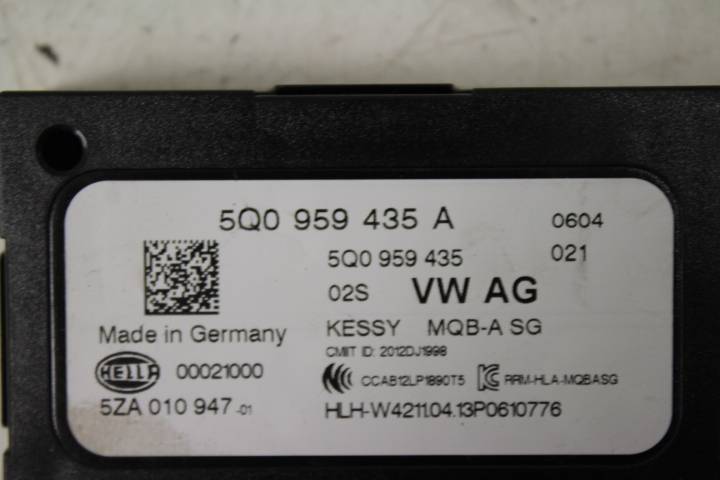 5Q0 959 435 A 0604
5Q0 959 435 021
02S VW AG
Made in Germany KESSY MQB-A SG
CMIIT ID: 2012DJ1998
HELLA 00021000 CCAB12LP1890T5 RRM-HLA-MQBASG
5ZA 010 947 -01 HLH-W4211.04.13P0610776